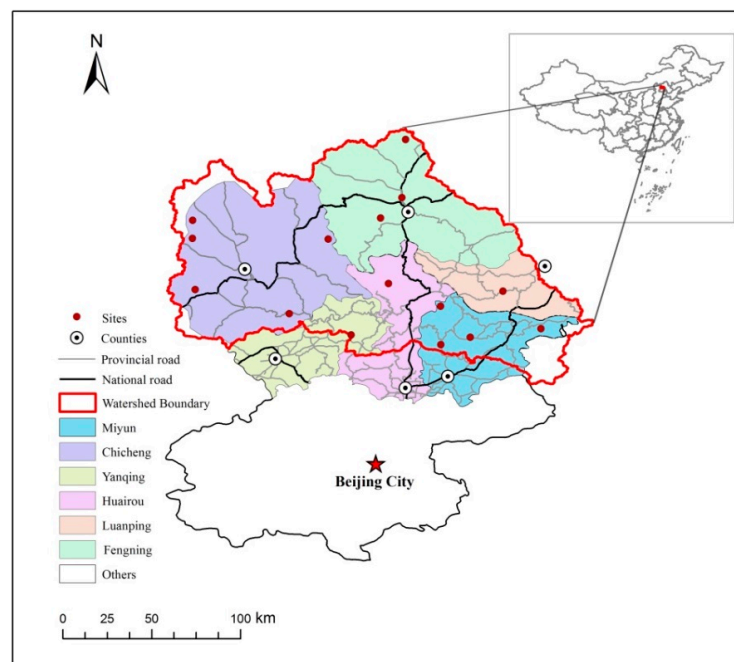 N
Sites
Counties
Provincial road
National road
Watershed Boundary
Miyun
Chicheng
Yanqing
Huairou
Luanping
Fengning
Others
Beijing City
0 25 50 100 km